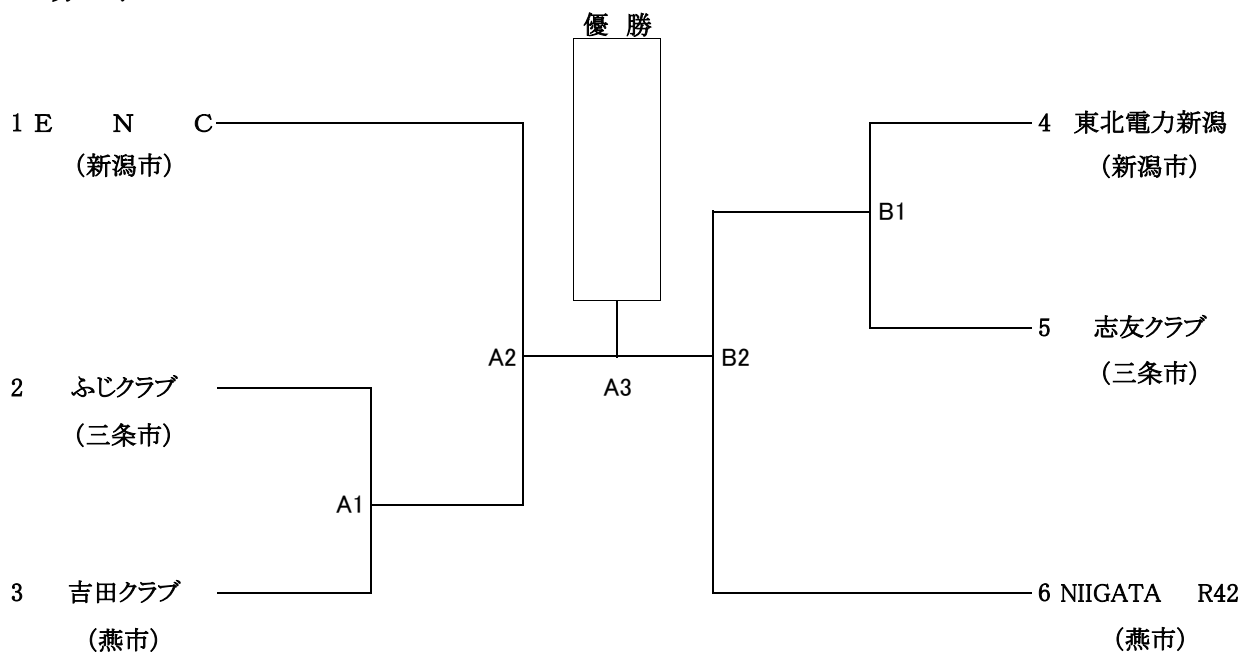 優 勝
1 E N C
(新潟市)
4 東北電力新潟
(新潟市)
B1
5 志友クラブ
(三条市)
A2
B2
A3
2 ふじクラブ
(三条市)
A1
3 吉田クラブ
(燕市)
6 NIIGATA R42
(燕市)